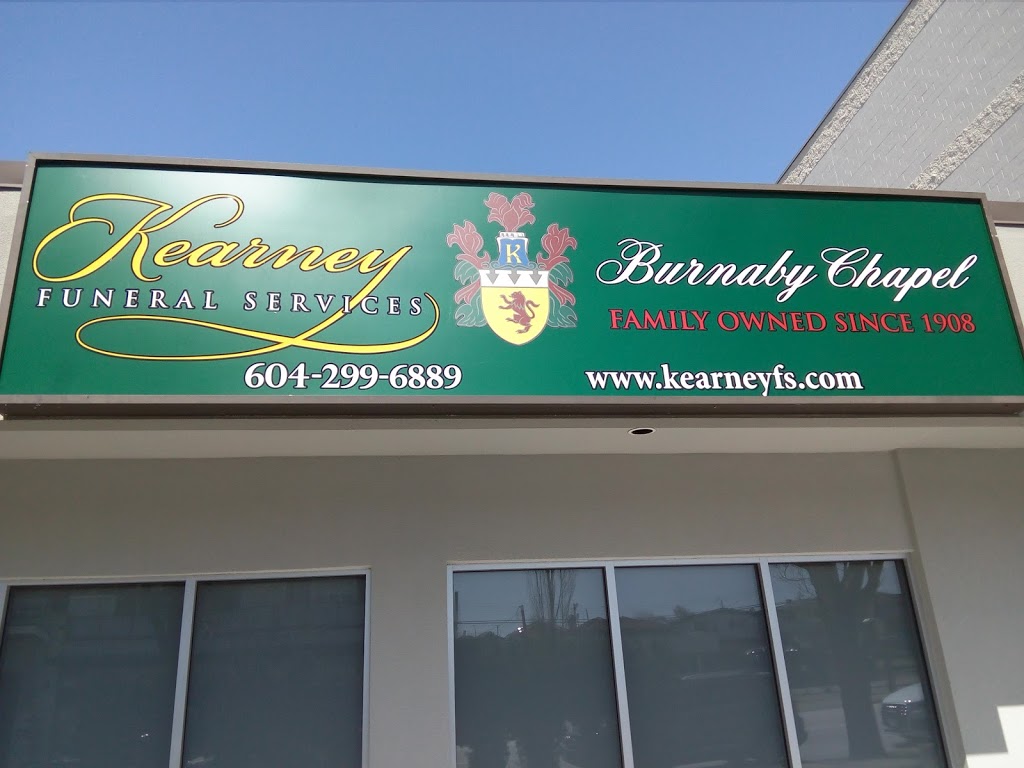 Kearney
FUNERAL SERVICES
604-299-6889
K
Burnaby Chapel
FAMILY OWNED SINCE 1908
www.kearneyfs.com